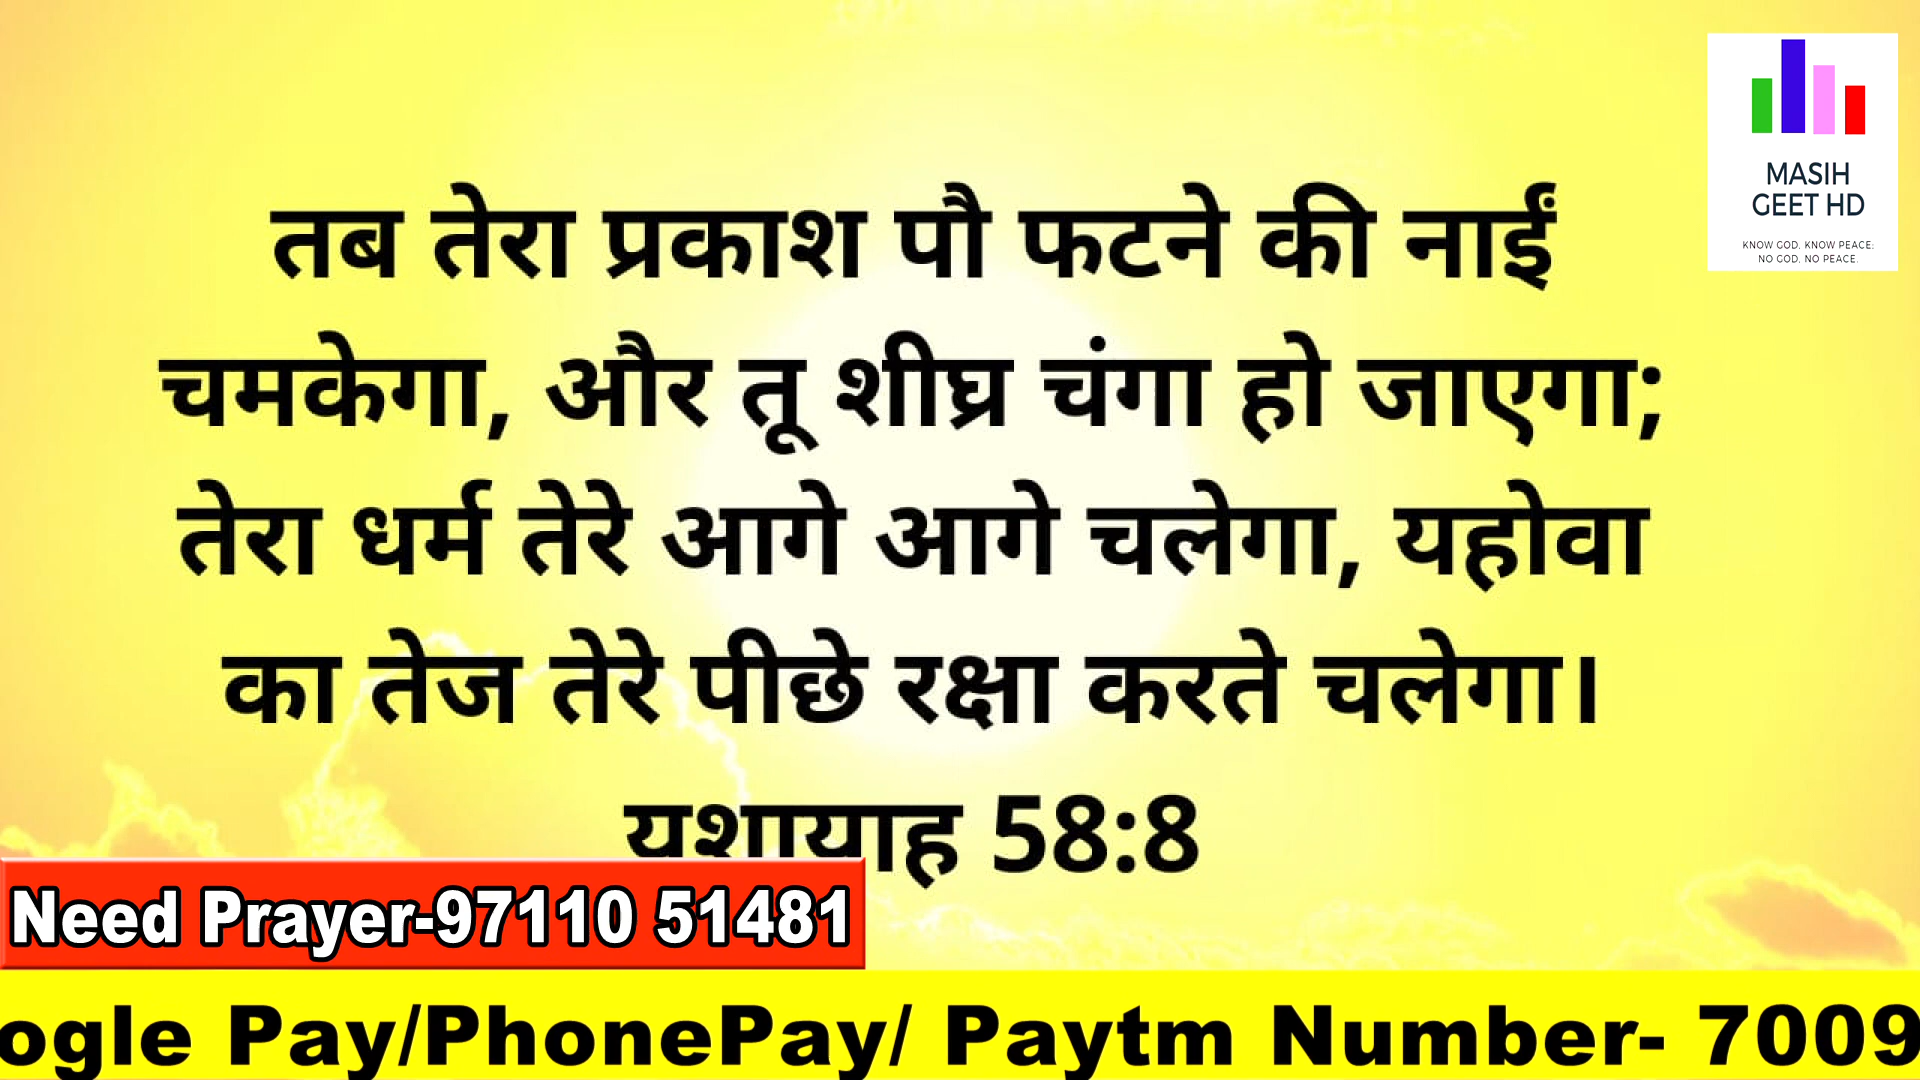 तब तेरा प्रकाश पौ फटने की नाईं
चमकेगा, और तू शीघ्र चंगा हो जाएगा;
तेरा धर्म तेरे आगे आगे चलेगा, यहोवा
का तेज तेरे पीछे रक्षा करते चलेगा।
यशायाह 58:8
MASIH
GEET HD
KNOW GOD, KNOW PEACE;
NO GOD, NO PEACE.
Need Prayer-97110 51481
ogle Pay/PhonePay/ Paytm Number- 7009